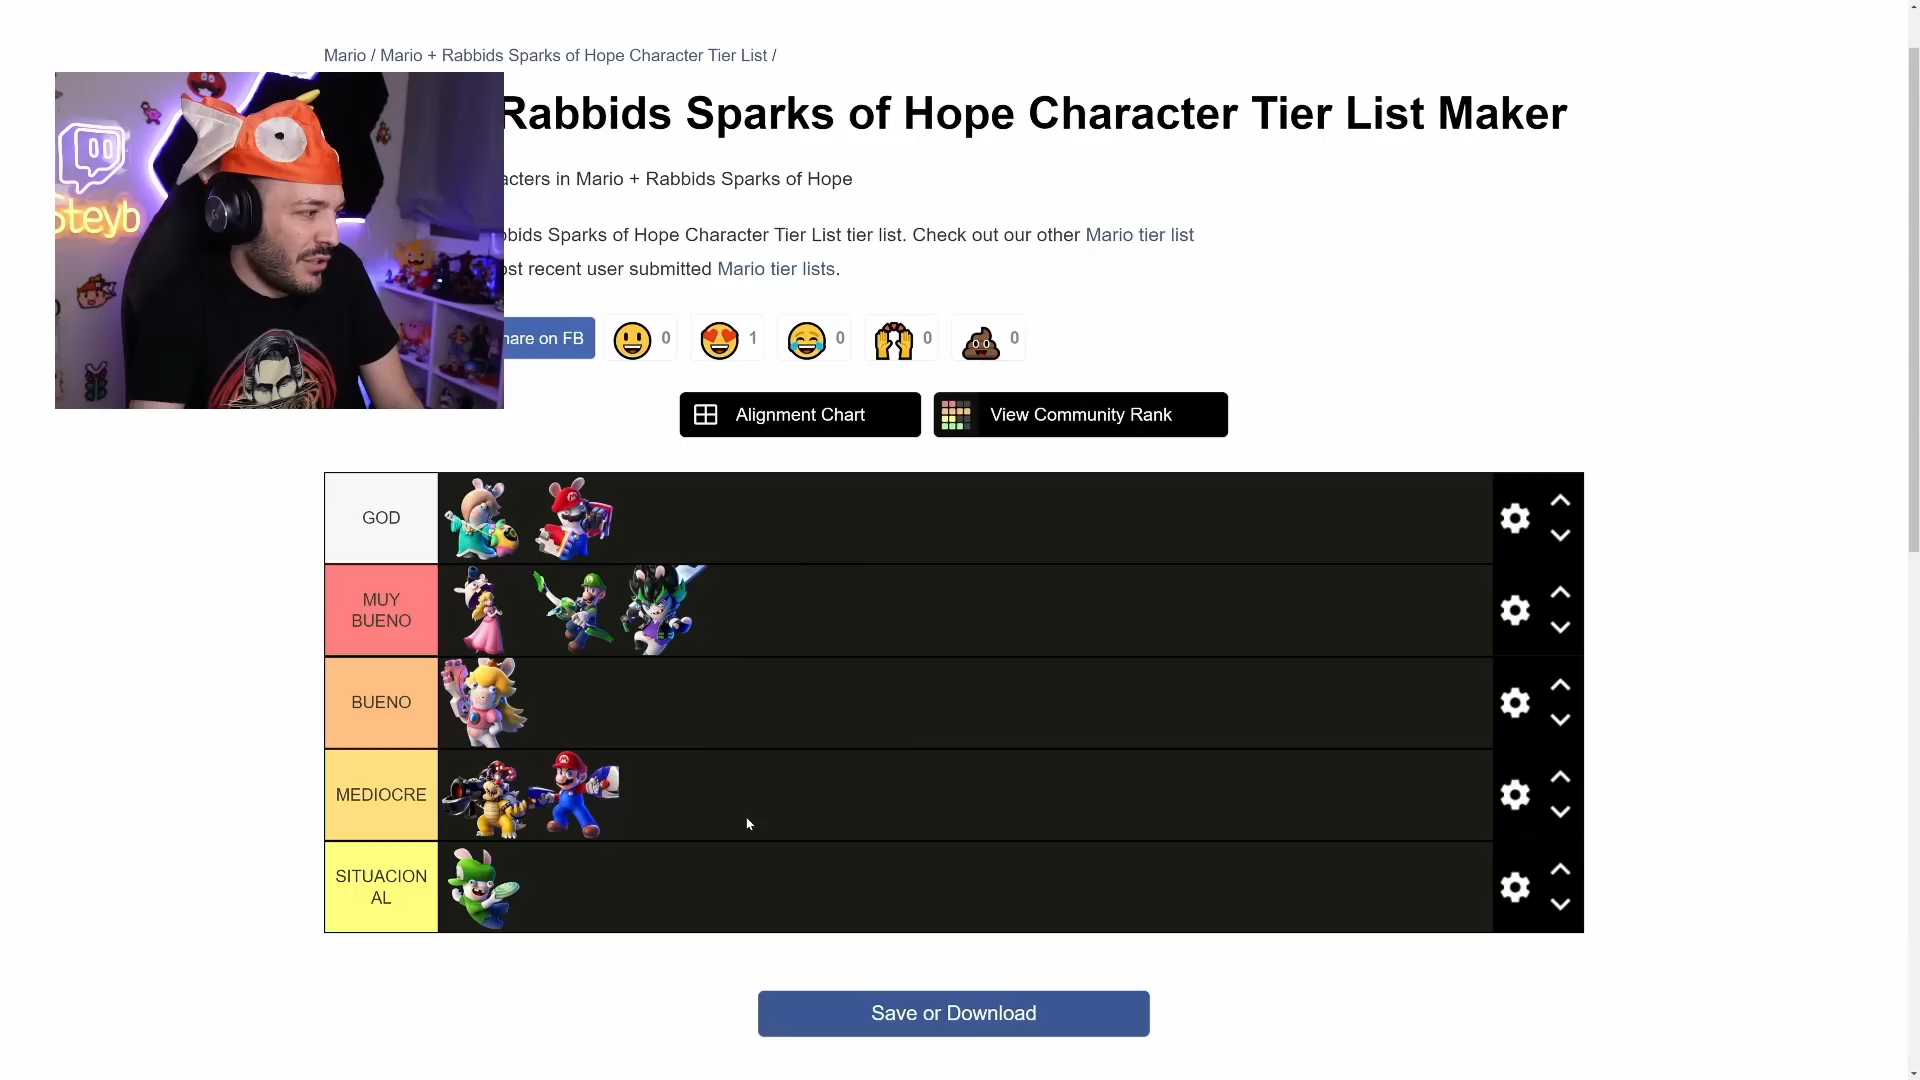 Mario / Mario + Rabbids Sparks of Hope Character Tier List /
Rabbids Sparks of Hope Character Tier List Maker
acters in Mario + Rabbids Sparks of Hope
bbids Sparks of Hope Character Tier List tier list. Check out our other Mario tier list
ost recent user submitted Mario tier lists.
hare on FB
0
1
0
0
0
Steyb
Alignment Chart
View Community Rank
GOD
MUY
BUENO
BUENO
MEDIOCRE
SITUACION
AL
Save or Download